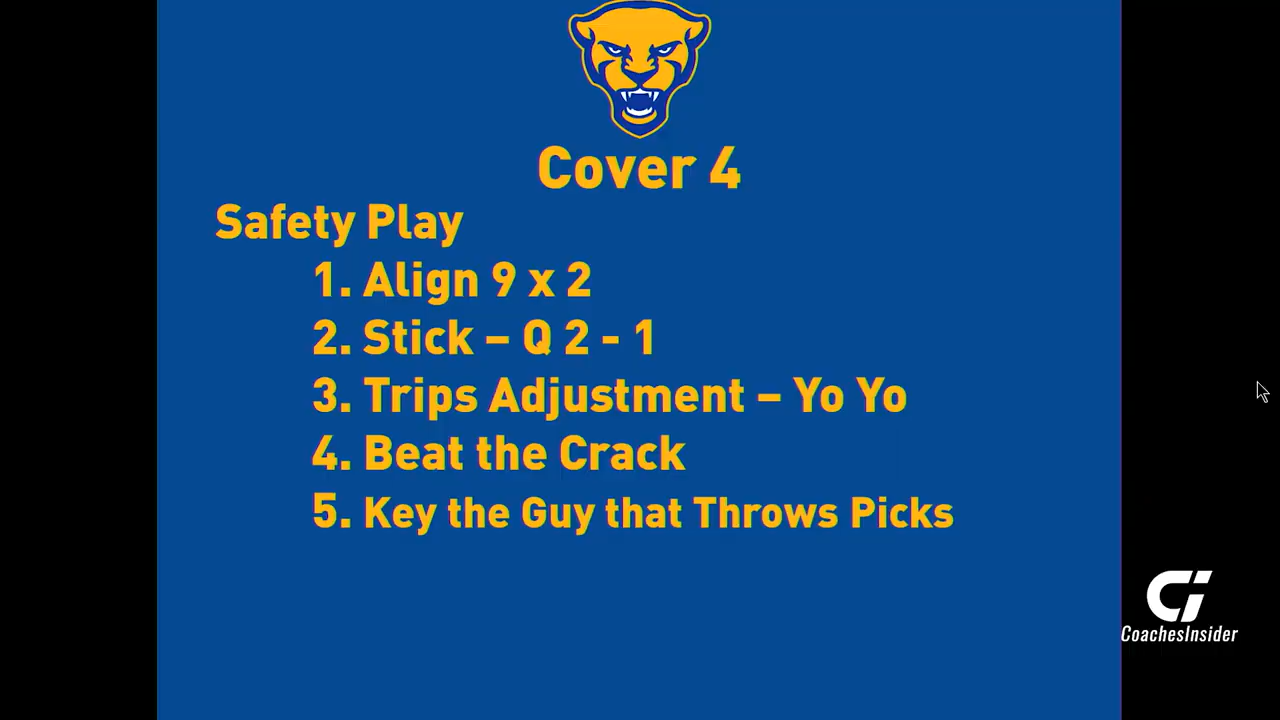 Cover 4
Safety Play
1. Align 9 x 2
2. Stick – Q 2 - 1
3. Trips Adjustment – Yo Yo
4. Beat the Crack
5. Key the Guy that Throws Picks
Ci
CoachesInsider